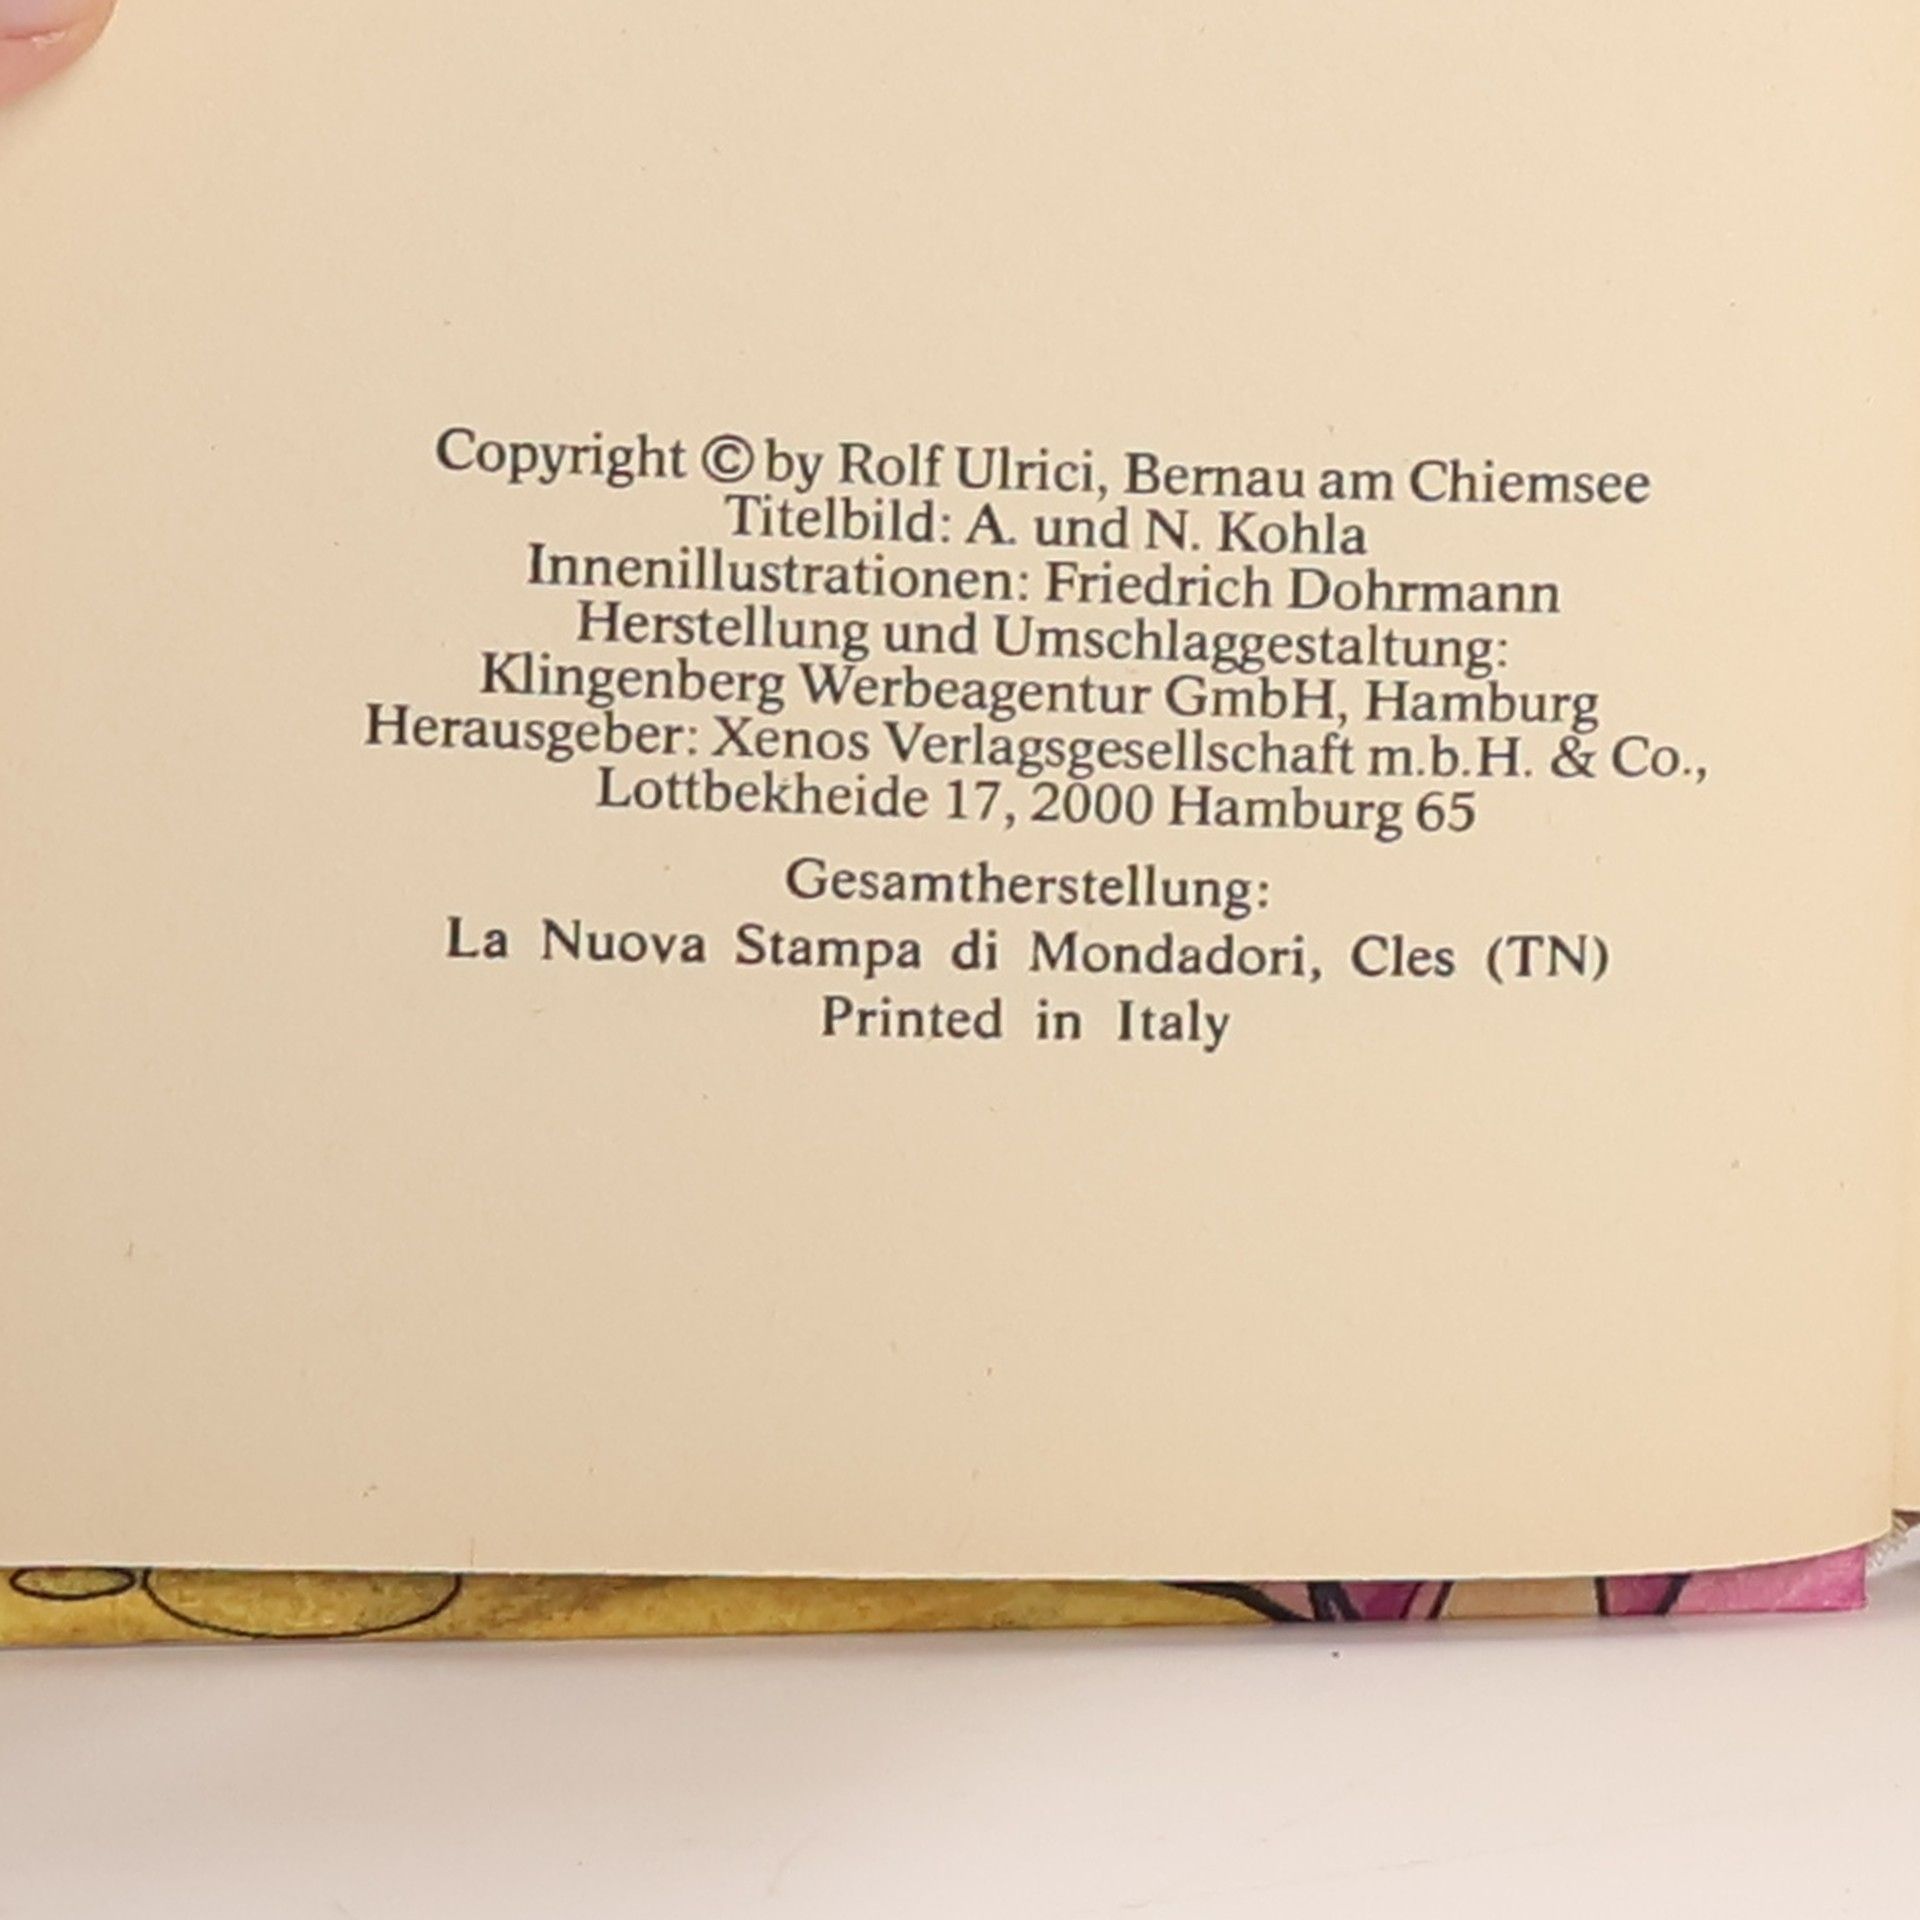 Copyright © by Rolf Ulrici, Bernau am Chiemsee
Titelbild: A. und N. Kohla
Innenillustrationen: Friedrich Dohrmann
Herstellung und Umschlaggestaltung:
Klingenberg Werbeagentur GmbH, Hamburg
Herausgeber: Xenos Verlagsgesellschaft m.b.H. & Co.,
Lottbekheide 17, 2000 Hamburg 65
Gesamtherstellung:
La Nuova Stampa di Mondadori, Cles (TN)
Printed in Italy